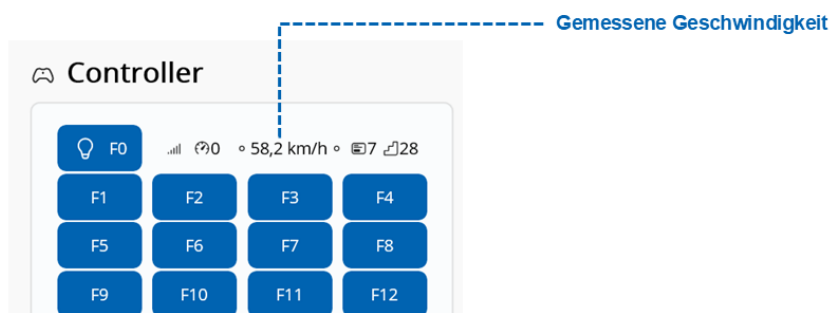 Gemessene Geschwindigkeit
Controller
F0 0 58,2 km/h 7 28
F1 F2 F3 F4
F5 F6 F7 F8
F9 F10 F11 F12